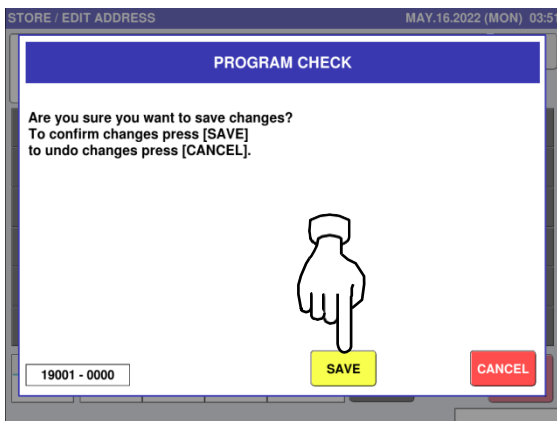 STORE / EDIT ADDRESS MAY.16.2022 (MON) 03:51
PROGRAM CHECK
Are you sure you want to save changes?
To confirm changes press [SAVE]
to undo changes press [CANCEL].
19001 - 0000
SAVE
CANCEL